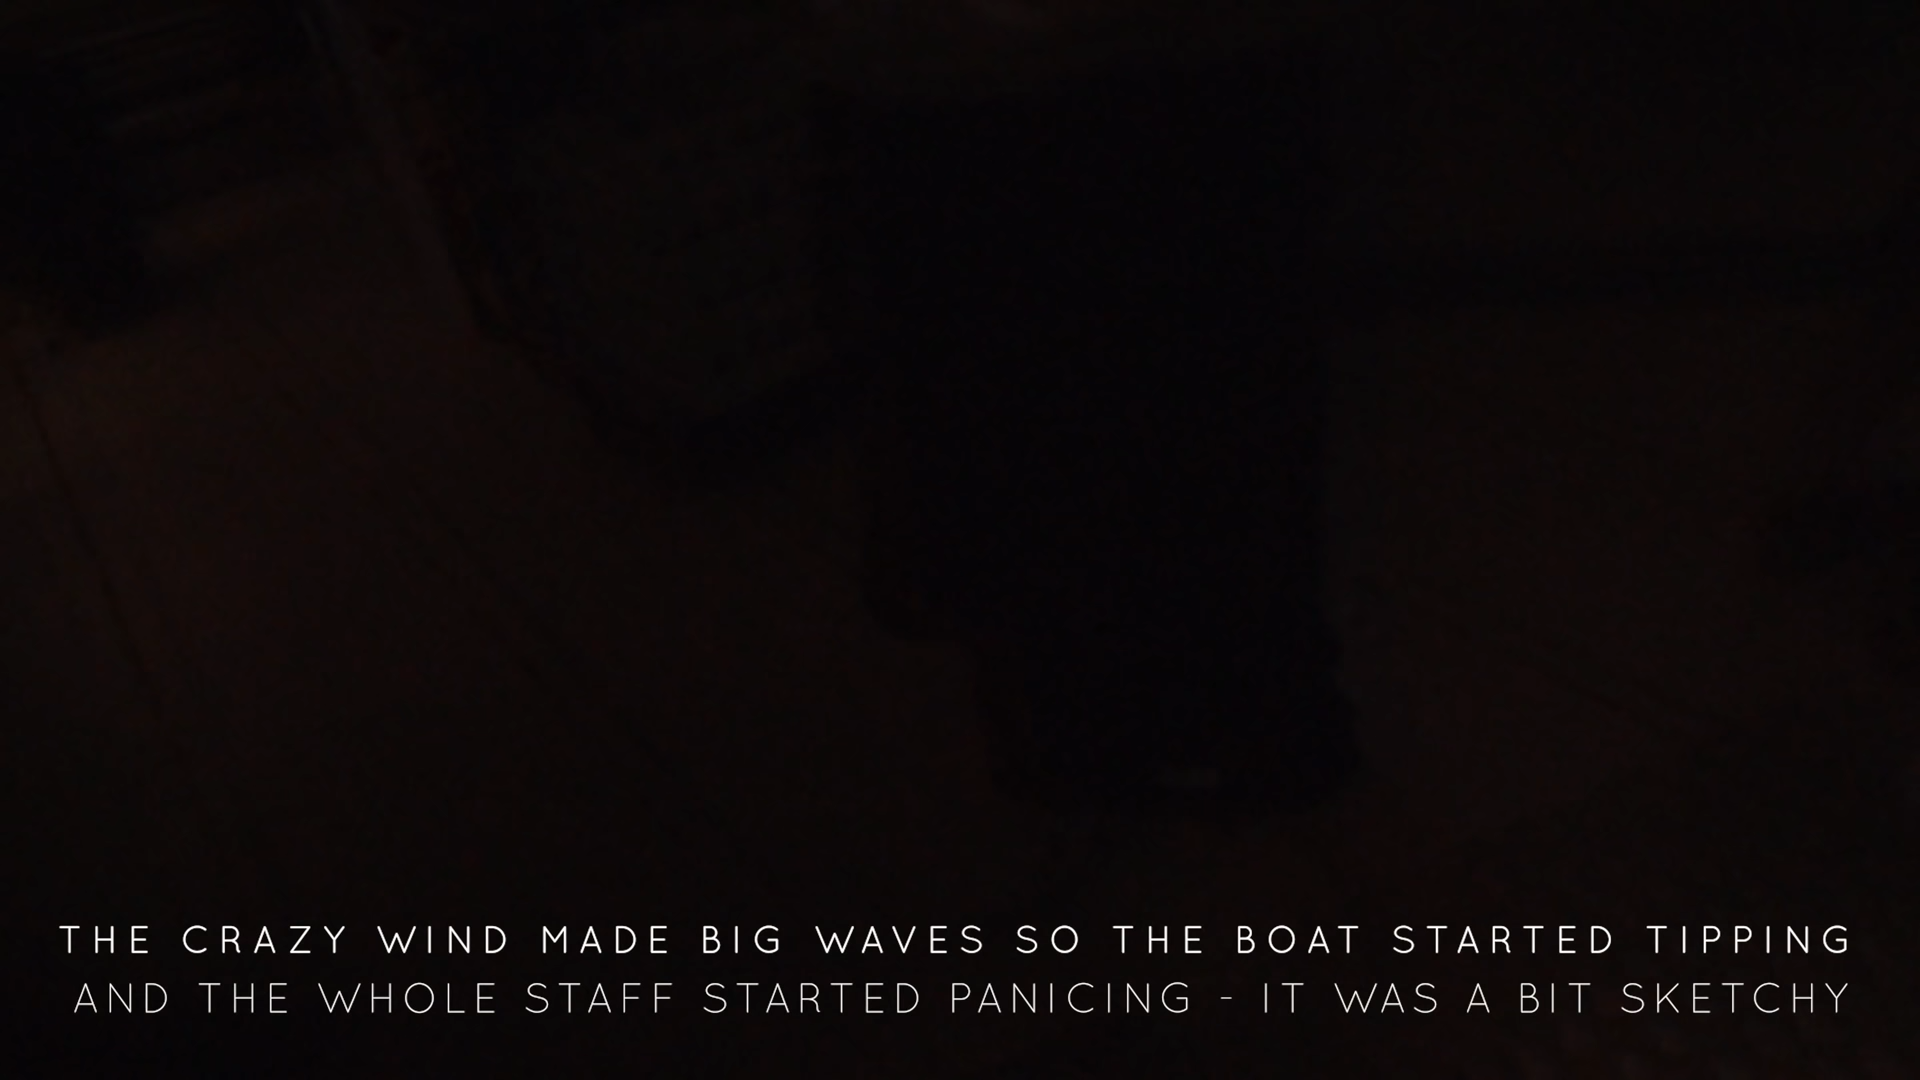 THE CRAZY WIND MADE BIG WAVES SO THE BOAT STARTED TIPPING
AND THE WHOLE STAFF STARTED PANICING - IT WAS A BIT SKETCHY